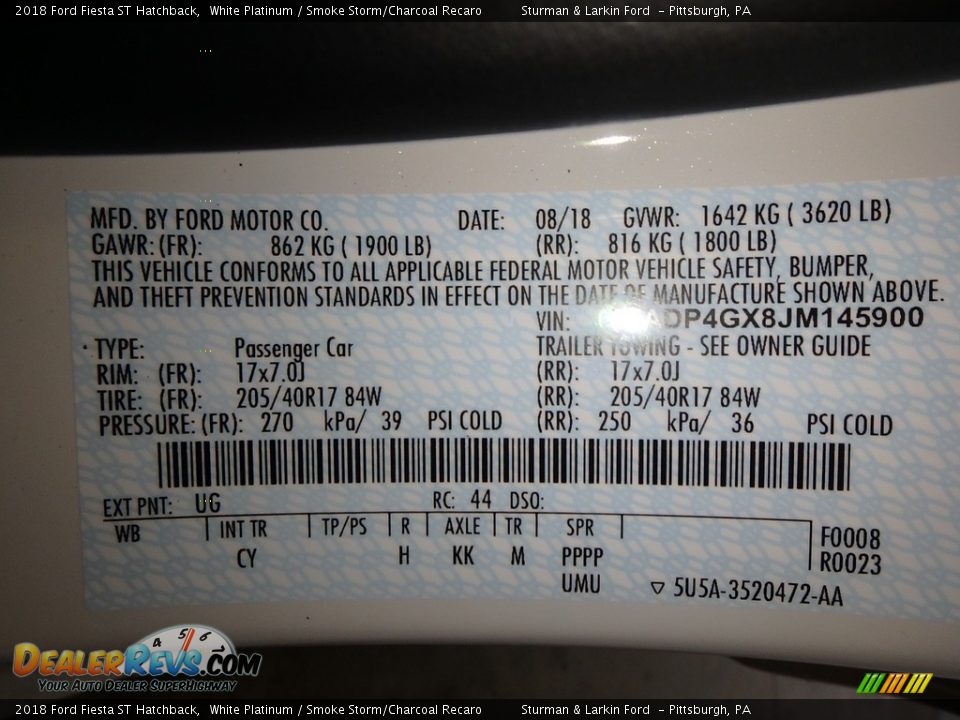 2018 Ford Fiesta ST Hatchback, White Platinum / Smoke Storm/Charcoal Recaro Sturman & Larkin Ford - Pittsburgh, PA
MFD. BY FORD MOTOR CO. DATE: 08/18 GVWR: 1642 KG ( 3620 LB)
GAWR: (FR): 862 KG ( 1900 LB) (RR): 816 KG ( 1800 LB)
THIS VEHICLE CONFORMS TO ALL APPLICABLE FEDERAL MOTOR VEHICLE SAFETY, BUMPER,
AND THEFT PREVENTION STANDARDS IN EFFECT ON THE DATE OF MANUFACTURE SHOWN ABOVE.
VIN:
TYPE: Passenger Car TRAILER TOWING - SEE OWNER GUIDE
RIM: (FR): 17x7.0J (RR): 17x7.0J
TIRE: (FR): 205/40R17 84W (RR): 205/40R17 84W
PRESSURE: (FR): 270 kPa/ 39 PSI COLD (RR): 250 kPa/ 36 PSI COLD
EXT PNT: UG RC: 44 DSO:
WB INT TR TP/PS R AXLE TR SPR F0008
CY H KK M PPPP R0023
UMU 5U5A-3520472-AA
4 5 6
DEALERREVS.COM
YOUR AUTO DEALER SUPERHIGHWAY
2018 Ford Fiesta ST Hatchback, White Platinum / Smoke Storm/Charcoal Recaro Sturman & Larkin Ford - Pittsburgh, PA